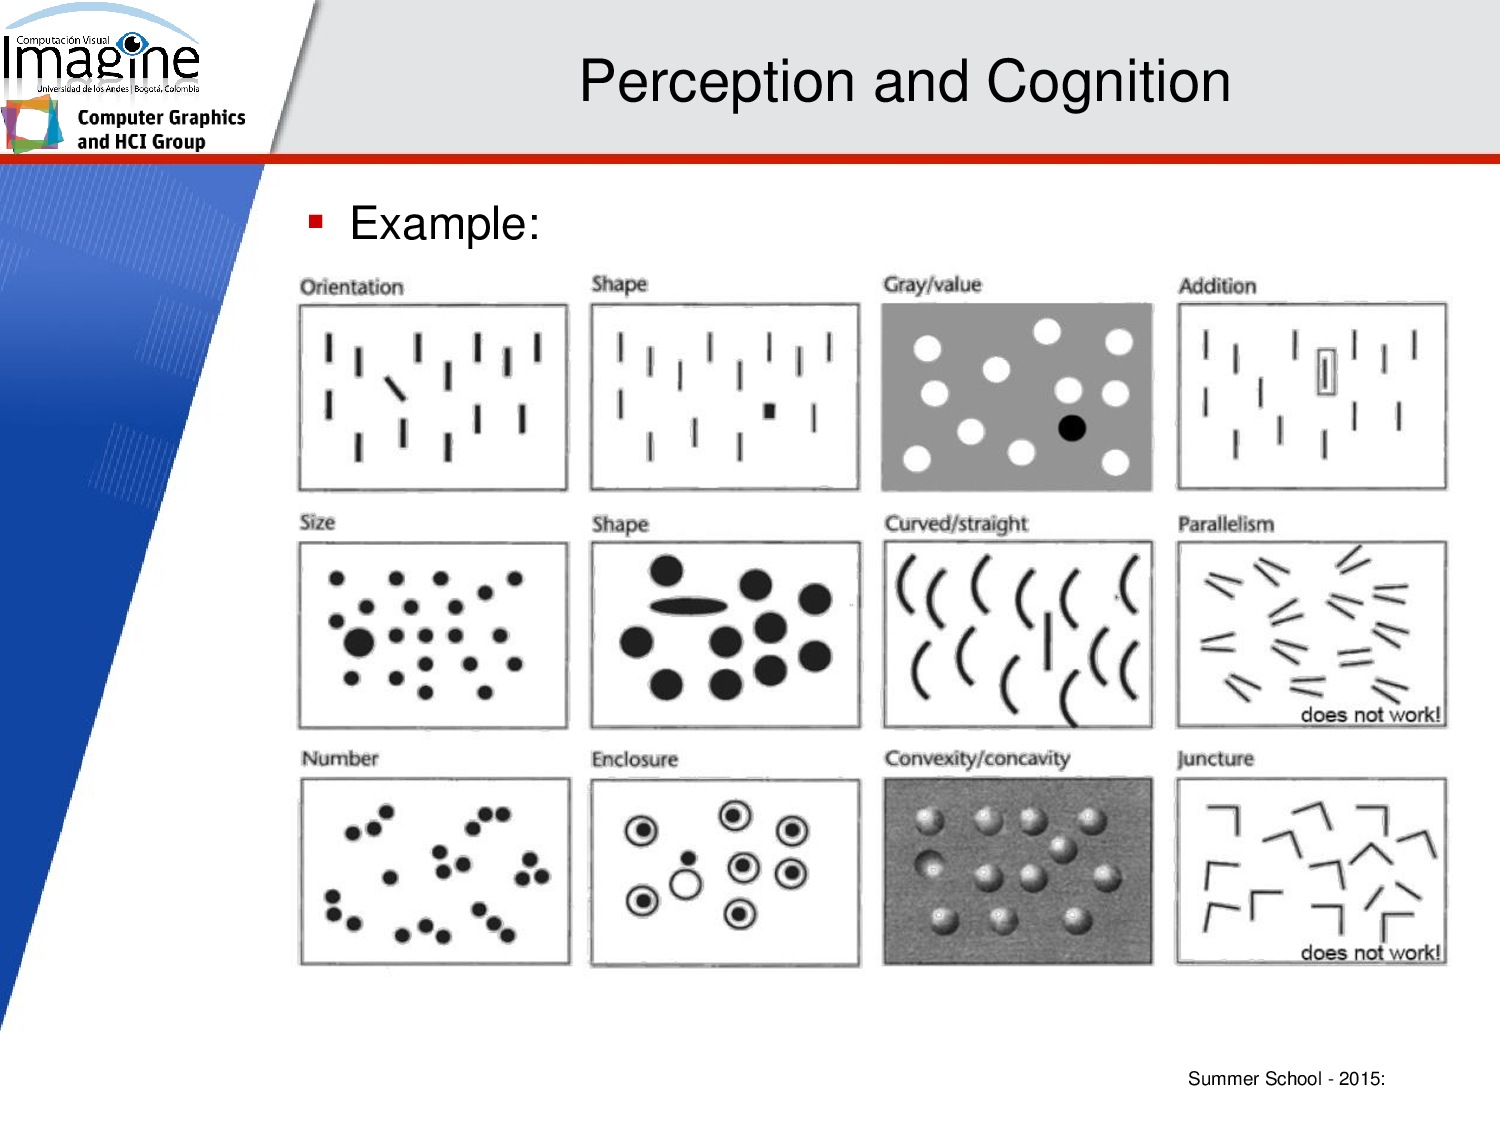 Computación Visual
Imagine
Universidad de los Andes | Bogotá, Colombia
Computer Graphics
and HCI Group
Perception and Cognition
Example:
Orientation
Shape
Gray/value
Addition
Size
Shape
Curved/straight
Parallelism
does not work!
Number
Enclosure
Convexity/concavity
Juncture
does not work!
Summer School - 2015: